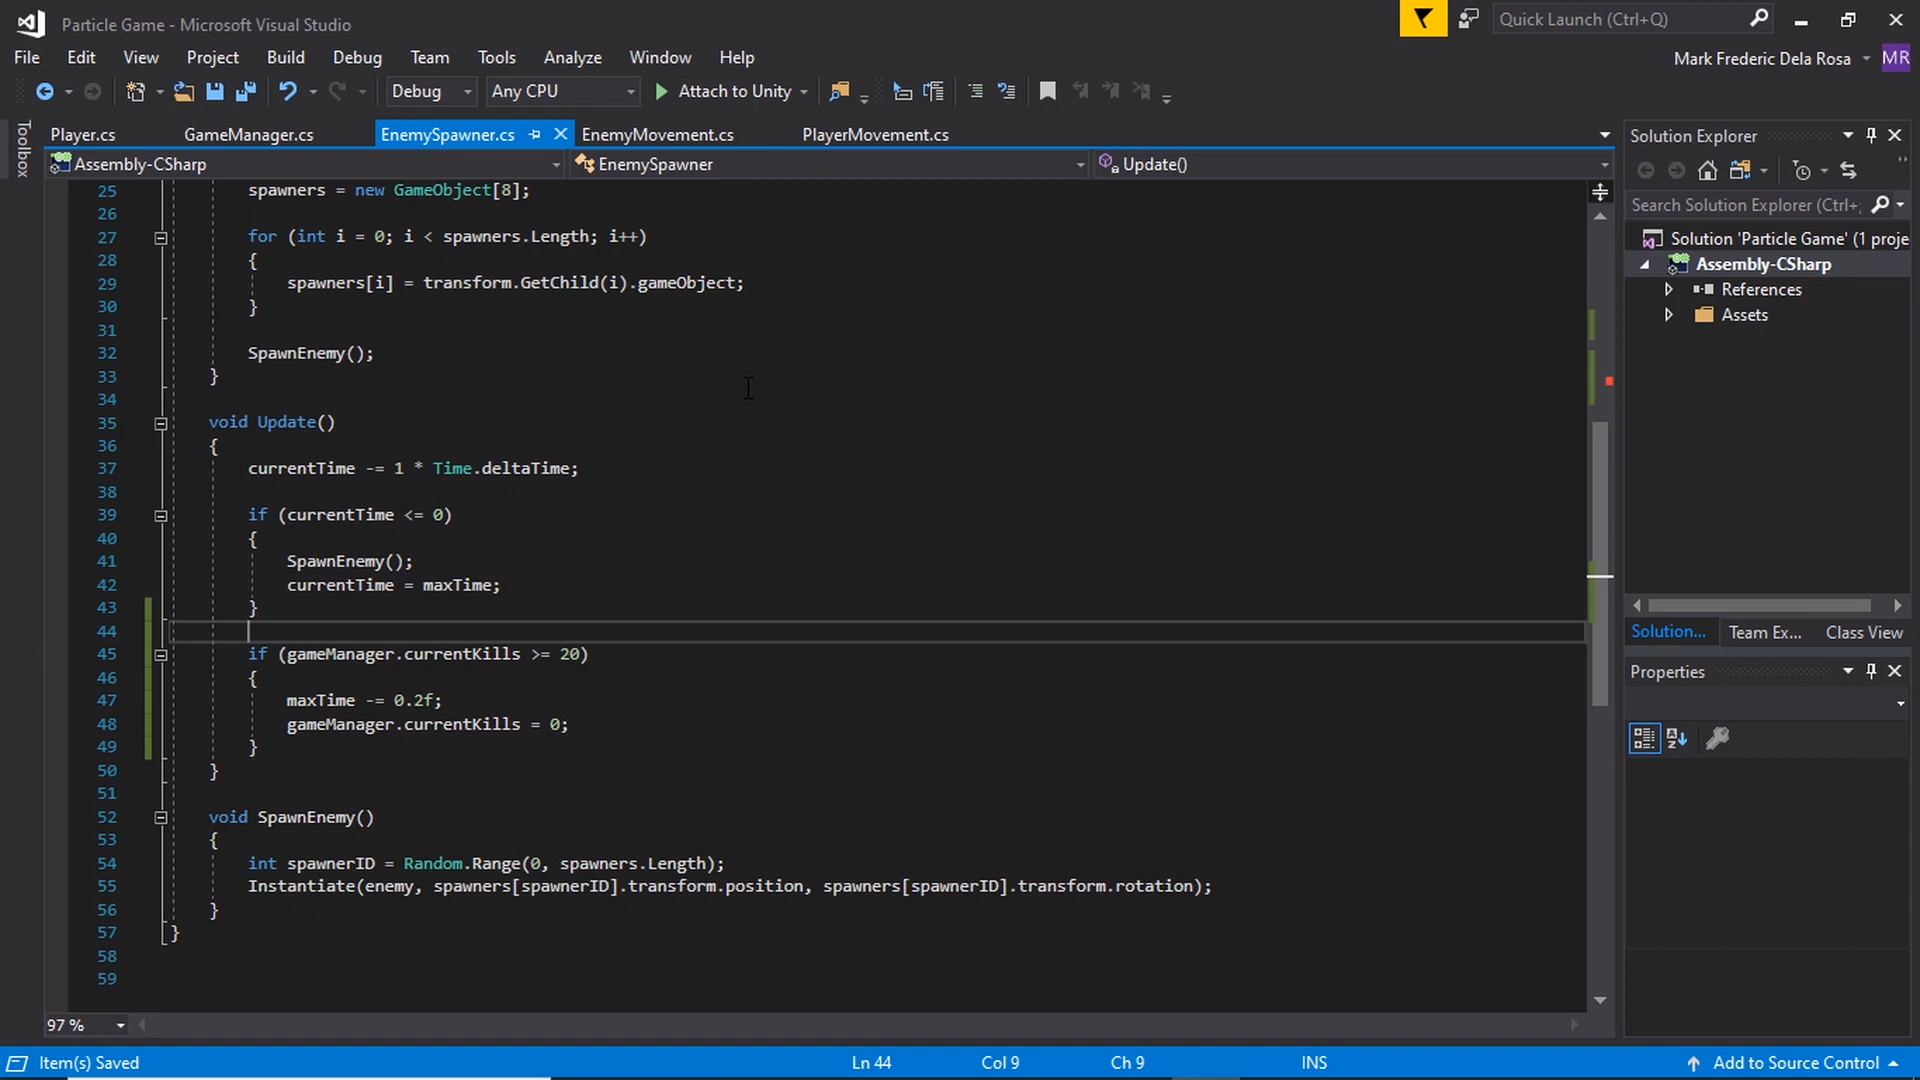 Particle Game - Microsoft Visual Studio
Quick Launch (Ctrl+Q)
File Edit View Project Build Debug Team Tools Analyze Window Help
Mark Frederic Dela Rosa MR
Debug Any CPU Attach to Unity
Toolbox
Player.cs GameManager.cs EnemySpawner.cs EnemyMovement.cs PlayerMovement.cs
Assembly-CSharp EnemySpawner Update()
25 spawners = new GameObject[8];
26
27 for (int i = 0; i < spawners.Length; i++)
28 {
29 spawners[i] = transform.GetChild(i).gameObject;
30 }
31
32 SpawnEnemy();
33 }
34
35 void Update()
36 {
37 currentTime -= 1 * Time.deltaTime;
38
39 if (currentTime <= 0)
40 {
41 SpawnEnemy();
42 currentTime = maxTime;
43 }
44
45 if (gameManager.currentKills >= 20)
46 {
47 maxTime -= 0.2f;
48 gameManager.currentKills = 0;
49 }
50 }
51
52 void SpawnEnemy()
53 {
54 int spawnerID = Random.Range(0, spawners.Length);
55 Instantiate(enemy, spawners[spawnerID].transform.position, spawners[spawnerID].transform.rotation);
56 }
57 }
58
59
97 %
Solution Explorer
Search Solution Explorer (Ctrl+;
Solution 'Particle Game' (1 proje
Assembly-CSharp
References
Assets
Solution... Team Ex... Class View
Properties
Item(s) Saved Ln 44 Col 9 Ch 9 INS Add to Source Control